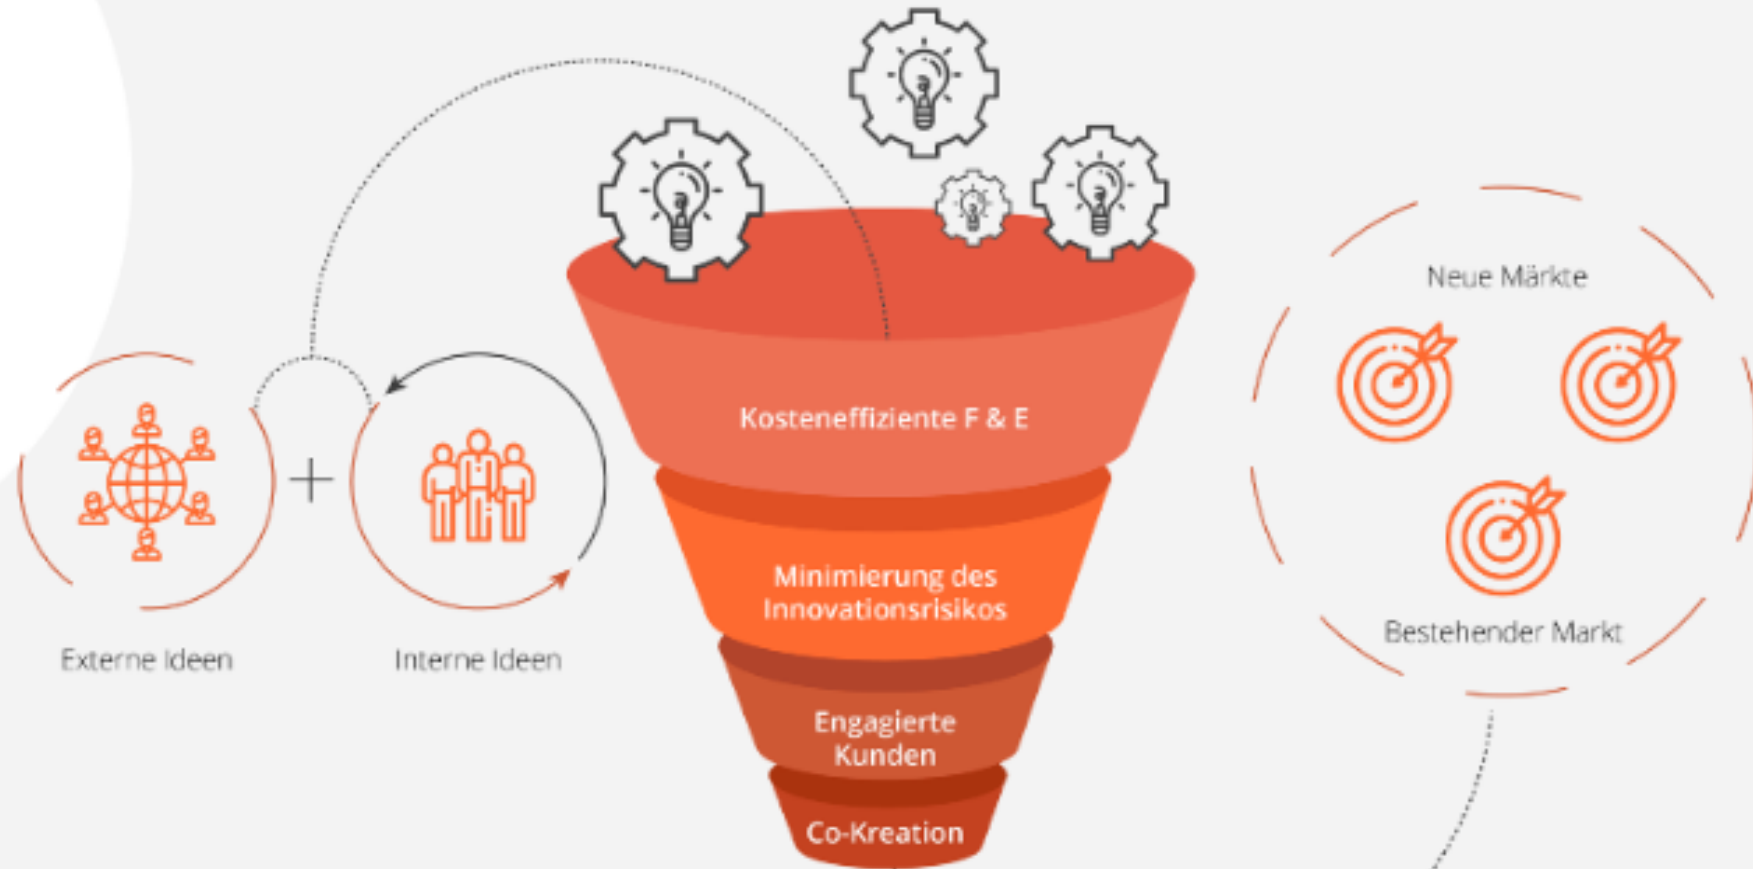 Neue Märkte
Kosteneffiziente F & E
Minimierung des
Innovationsrisikos
Bestehender Markt
Externe Ideen
Interne Ideen
Engagierte
Kunden
Co-Kreation